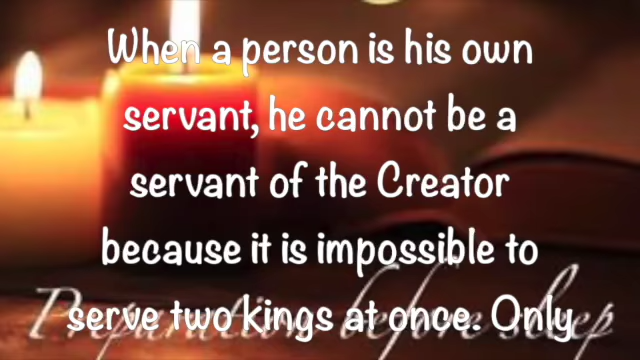 When a person is his own
servant, he cannot be a
servant of the Creator
because it is impossible to
serve two kings at once. Only
Preparation before sleep